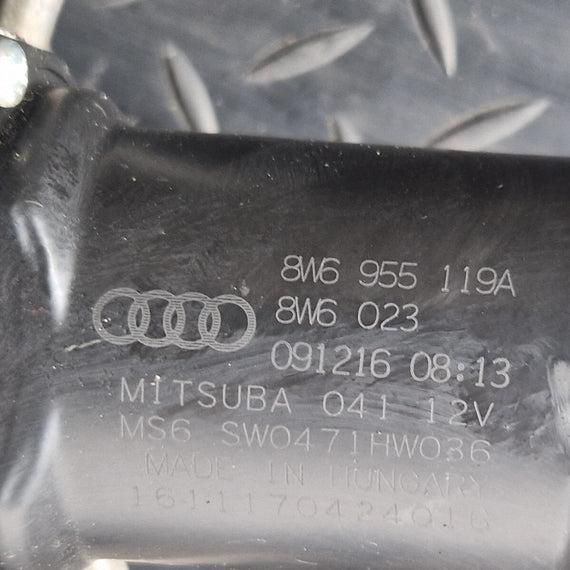 8W6 955 119A
8W6 023
091216 08:13
MITSUBA 041 12V
MS6 SW0471HW036
MADE IN HUNGARY